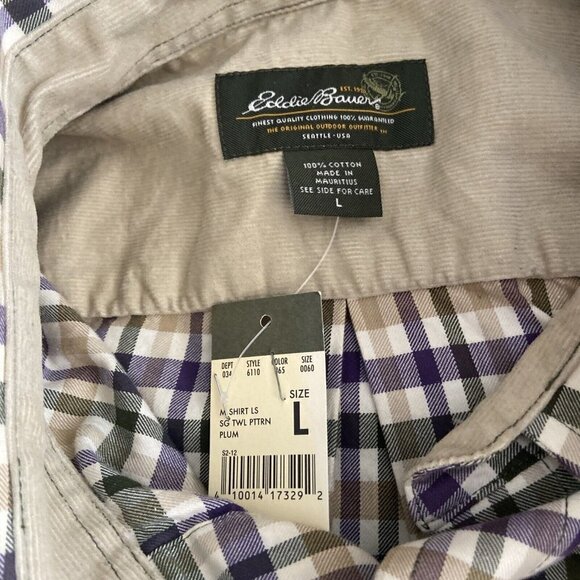 EST. 1920
Eddie Bauer
FINEST QUALITY CLOTHING 100% GUARANTEED
THE ORIGINAL OUTDOOR OUTFITTER
SEATTLE · USA
100% COTTON
MADE IN
MAURITIUS
SEE SIDE FOR CARE
L
DEPT STYLE COLOR SIZE
034 6110 065 0060
SIZE
M SHIRT LS
SG TWL PTTRN
PLUM
L
S2-12
4 10014 17329 2